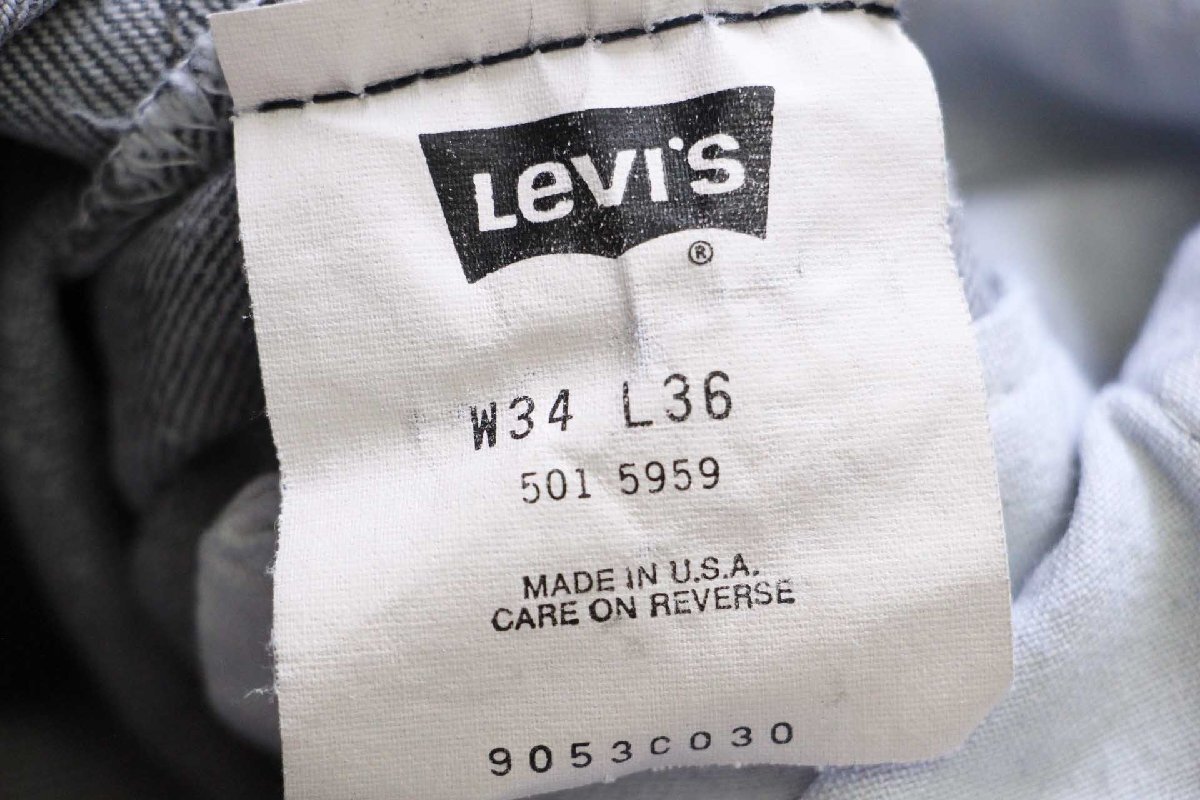 Levi's
®
W34 L36
501 5959
MADE IN U.S.A.
CARE ON REVERSE
9053C030